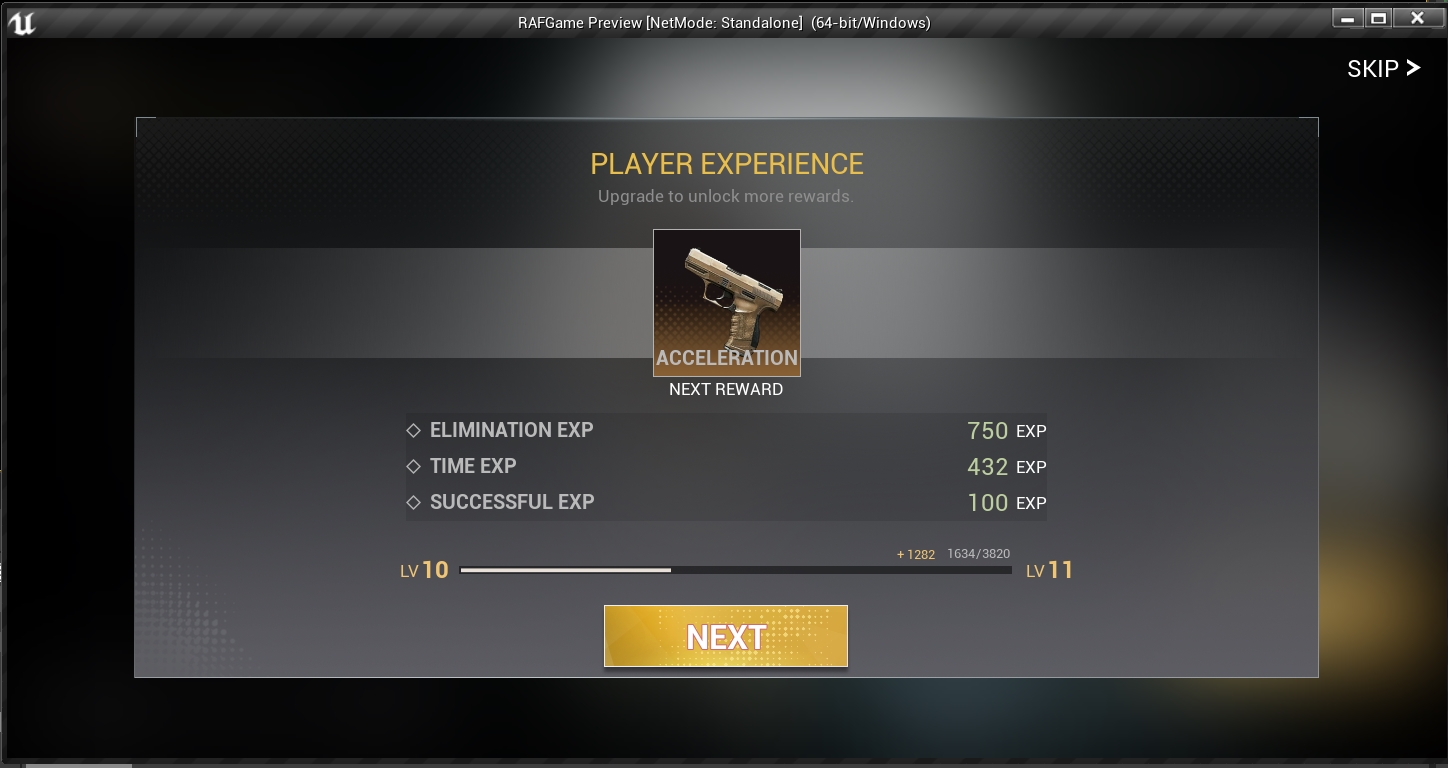 RAFGame Preview [NetMode: Standalone] (64-bit/Windows)
SKIP >
PLAYER EXPERIENCE
Upgrade to unlock more rewards.
ACCELERATION
NEXT REWARD
ELIMINATION EXP 750 EXP
TIME EXP 432 EXP
SUCCESSFUL EXP 100 EXP
+1282 1634/3820
LV 10 LV 11
NEXT